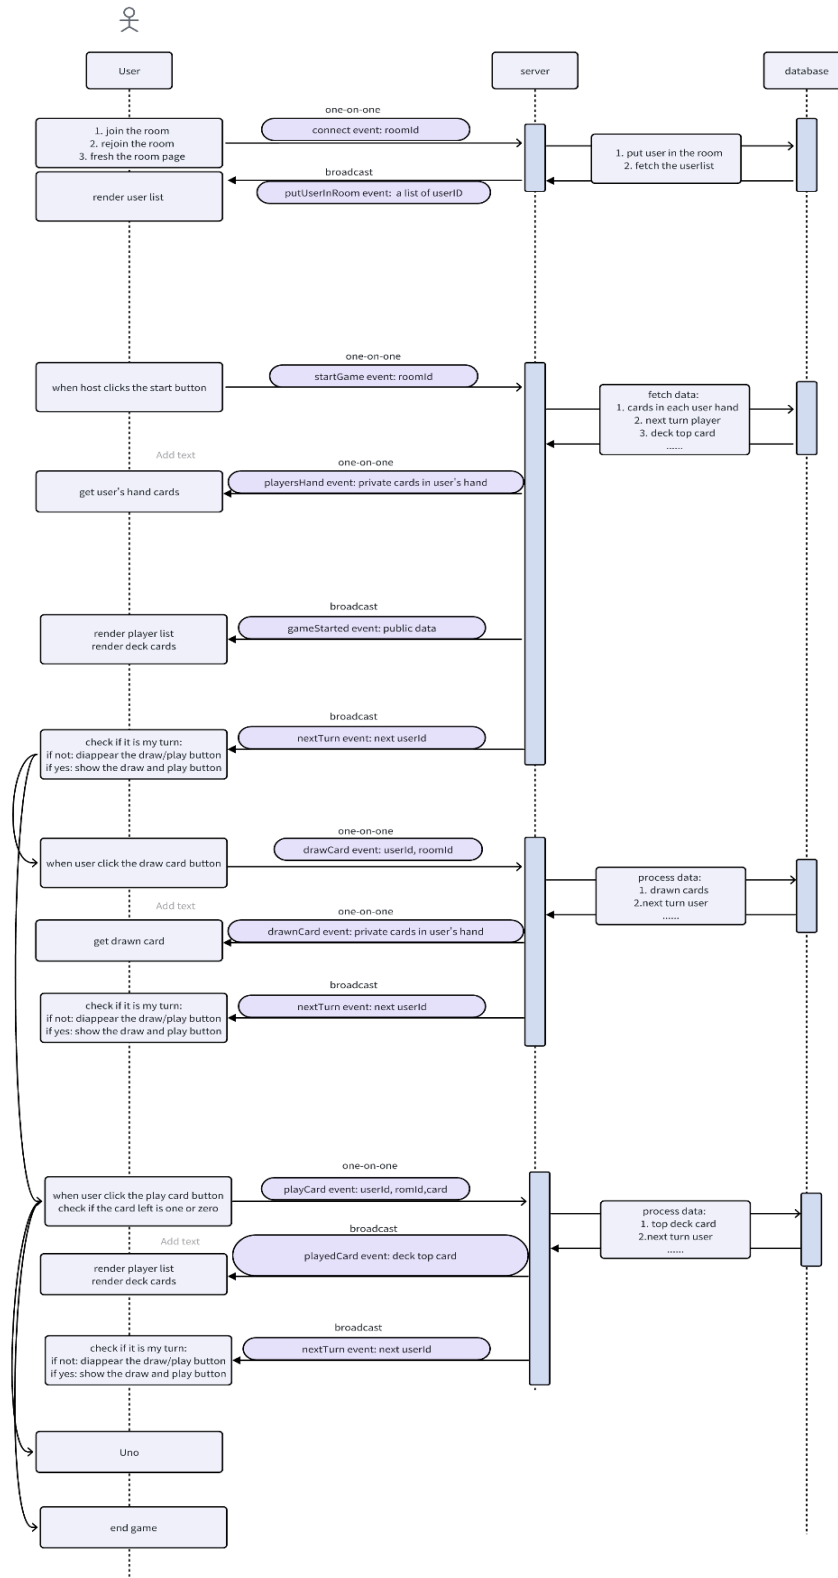 User
server
database
one-on-one
1. join the room
2. rejoin the room
3. fresh the room page
connect event: roomId
1. put user in the room
2. fetch the userlist
broadcast
render user list
putUserInRoom event:  a list of userID
one-on-one
when host clicks the start button
startGame event: roomId
fetch data:
1. cards in each user hand
2. next turn player
3. deck top card
......
Add text
one-on-one
get user's hand cards
playersHand event: private cards in user's hand
broadcast
render player list
render deck cards
gameStarted event: public data
broadcast
check if it is my turn:
if not: diappear the draw/play button
if yes: show the draw and play button
nextTurn event: next userId
one-on-one
when user click the draw card button
drawCard event: userId, roomId
process data:
1. drawn cards
2.next turn user
......
Add text
one-on-one
get drawn card
drawnCard event: private cards in user's hand
broadcast
check if it is my turn:
if not: diappear the draw/play button
if yes: show the draw and play button
nextTurn event: next userId
one-on-one
when user click the play card button
check if the card left is one or zero
playCard event: userId, romId,card
process data:
1. top deck card
2.next turn user
......
Add text
broadcast
render player list
render deck cards
playedCard event: deck top card
broadcast
check if it is my turn:
if not: diappear the draw/play button
if yes: show the draw and play button
nextTurn event: next userId
Uno
end game